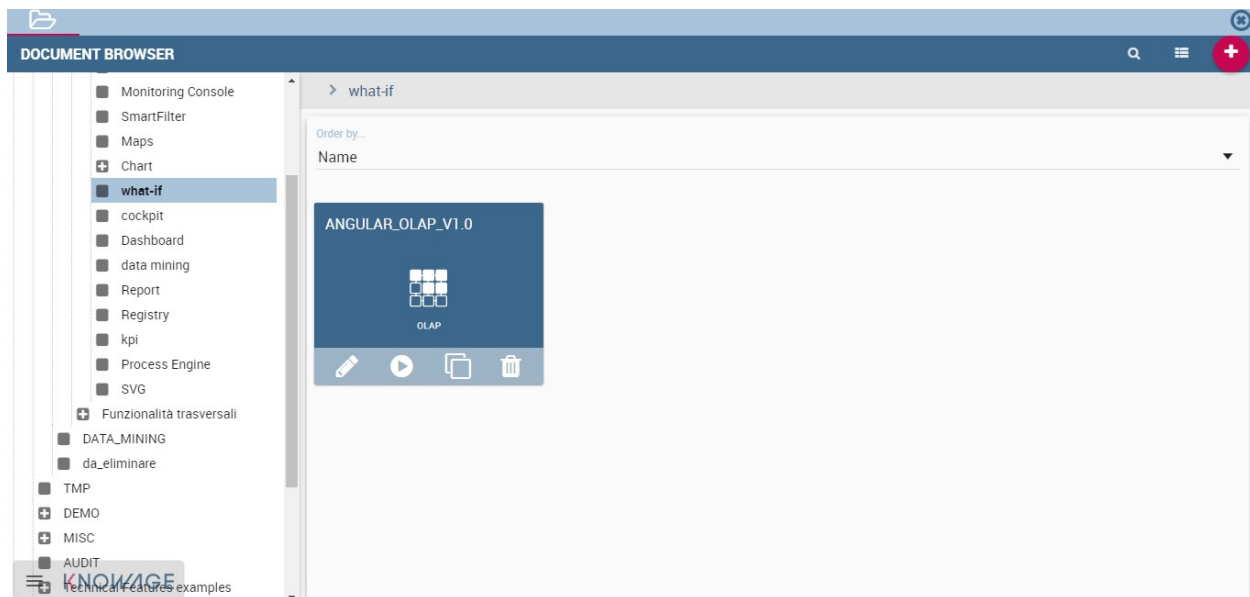 DOCUMENT BROWSER
Monitoring Console
SmartFilter
Maps
Chart
what-if
cockpit
Dashboard
data mining
Report
Registry
kpi
Process Engine
SVG
Funzionalità trasversali
DATA_MINING
da_eliminare
TMP
DEMO
MISC
AUDIT
KNOWAGE
Technical Features examples
what-if
Order by...
Name
ANGULAR_OLAP_V1.0
OLAP